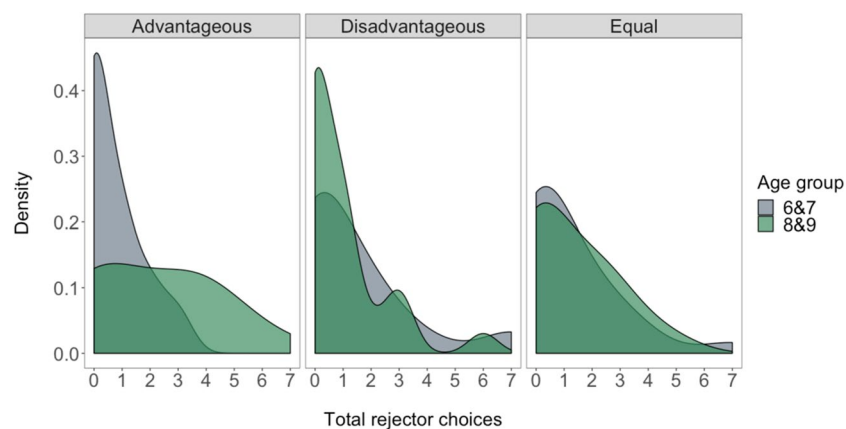 Advantageous Disadvantageous Equal
0.4
0.3
0.2
0.1
0.0
Density
0 1 2 3 4 5 6 7 0 1 2 3 4 5 6 7 0 1 2 3 4 5 6 7
Total rejector choices
Age group
6&7
8&9